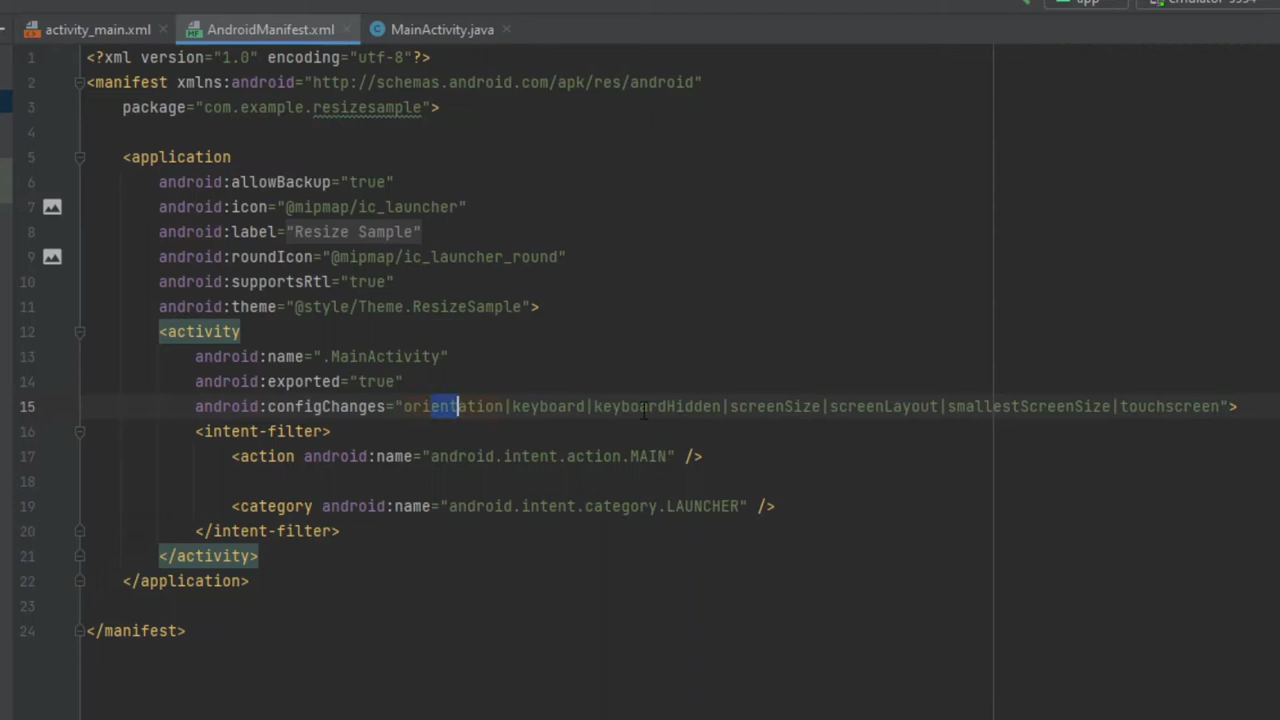 activity_main.xml AndroidManifest.xml MainActivity.java
1 <?xml version="1.0" encoding="utf-8"?>
2 <manifest xmlns:android="http://schemas.android.com/apk/res/android"
3 package="com.example.resizesample">
4
5 <application
6 android:allowBackup="true"
7 android:icon="@mipmap/ic_launcher"
8 android:label="Resize Sample"
9 android:roundIcon="@mipmap/ic_launcher_round"
10 android:supportsRtl="true"
11 android:theme="@style/Theme.ResizeSample">
12 <activity
13 android:name=".MainActivity"
14 android:exported="true"
15 android:configChanges="orientation|keyboard|keyboardHidden|screenSize|screenLayout|smallestScreenSize|touchscreen">
16 <intent-filter>
17 <action android:name="android.intent.action.MAIN" />
18
19 <category android:name="android.intent.category.LAUNCHER" />
20 </intent-filter>
21 </activity>
22 </application>
23
24 </manifest>